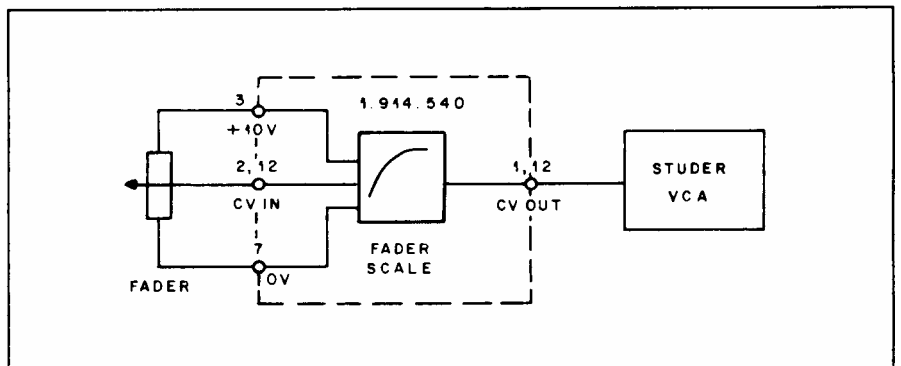 3
1.914.540
+10V
2,12
1,12
STUDER
VCA
CV IN
CV OUT
7
FADER
SCALE
FADER
0V